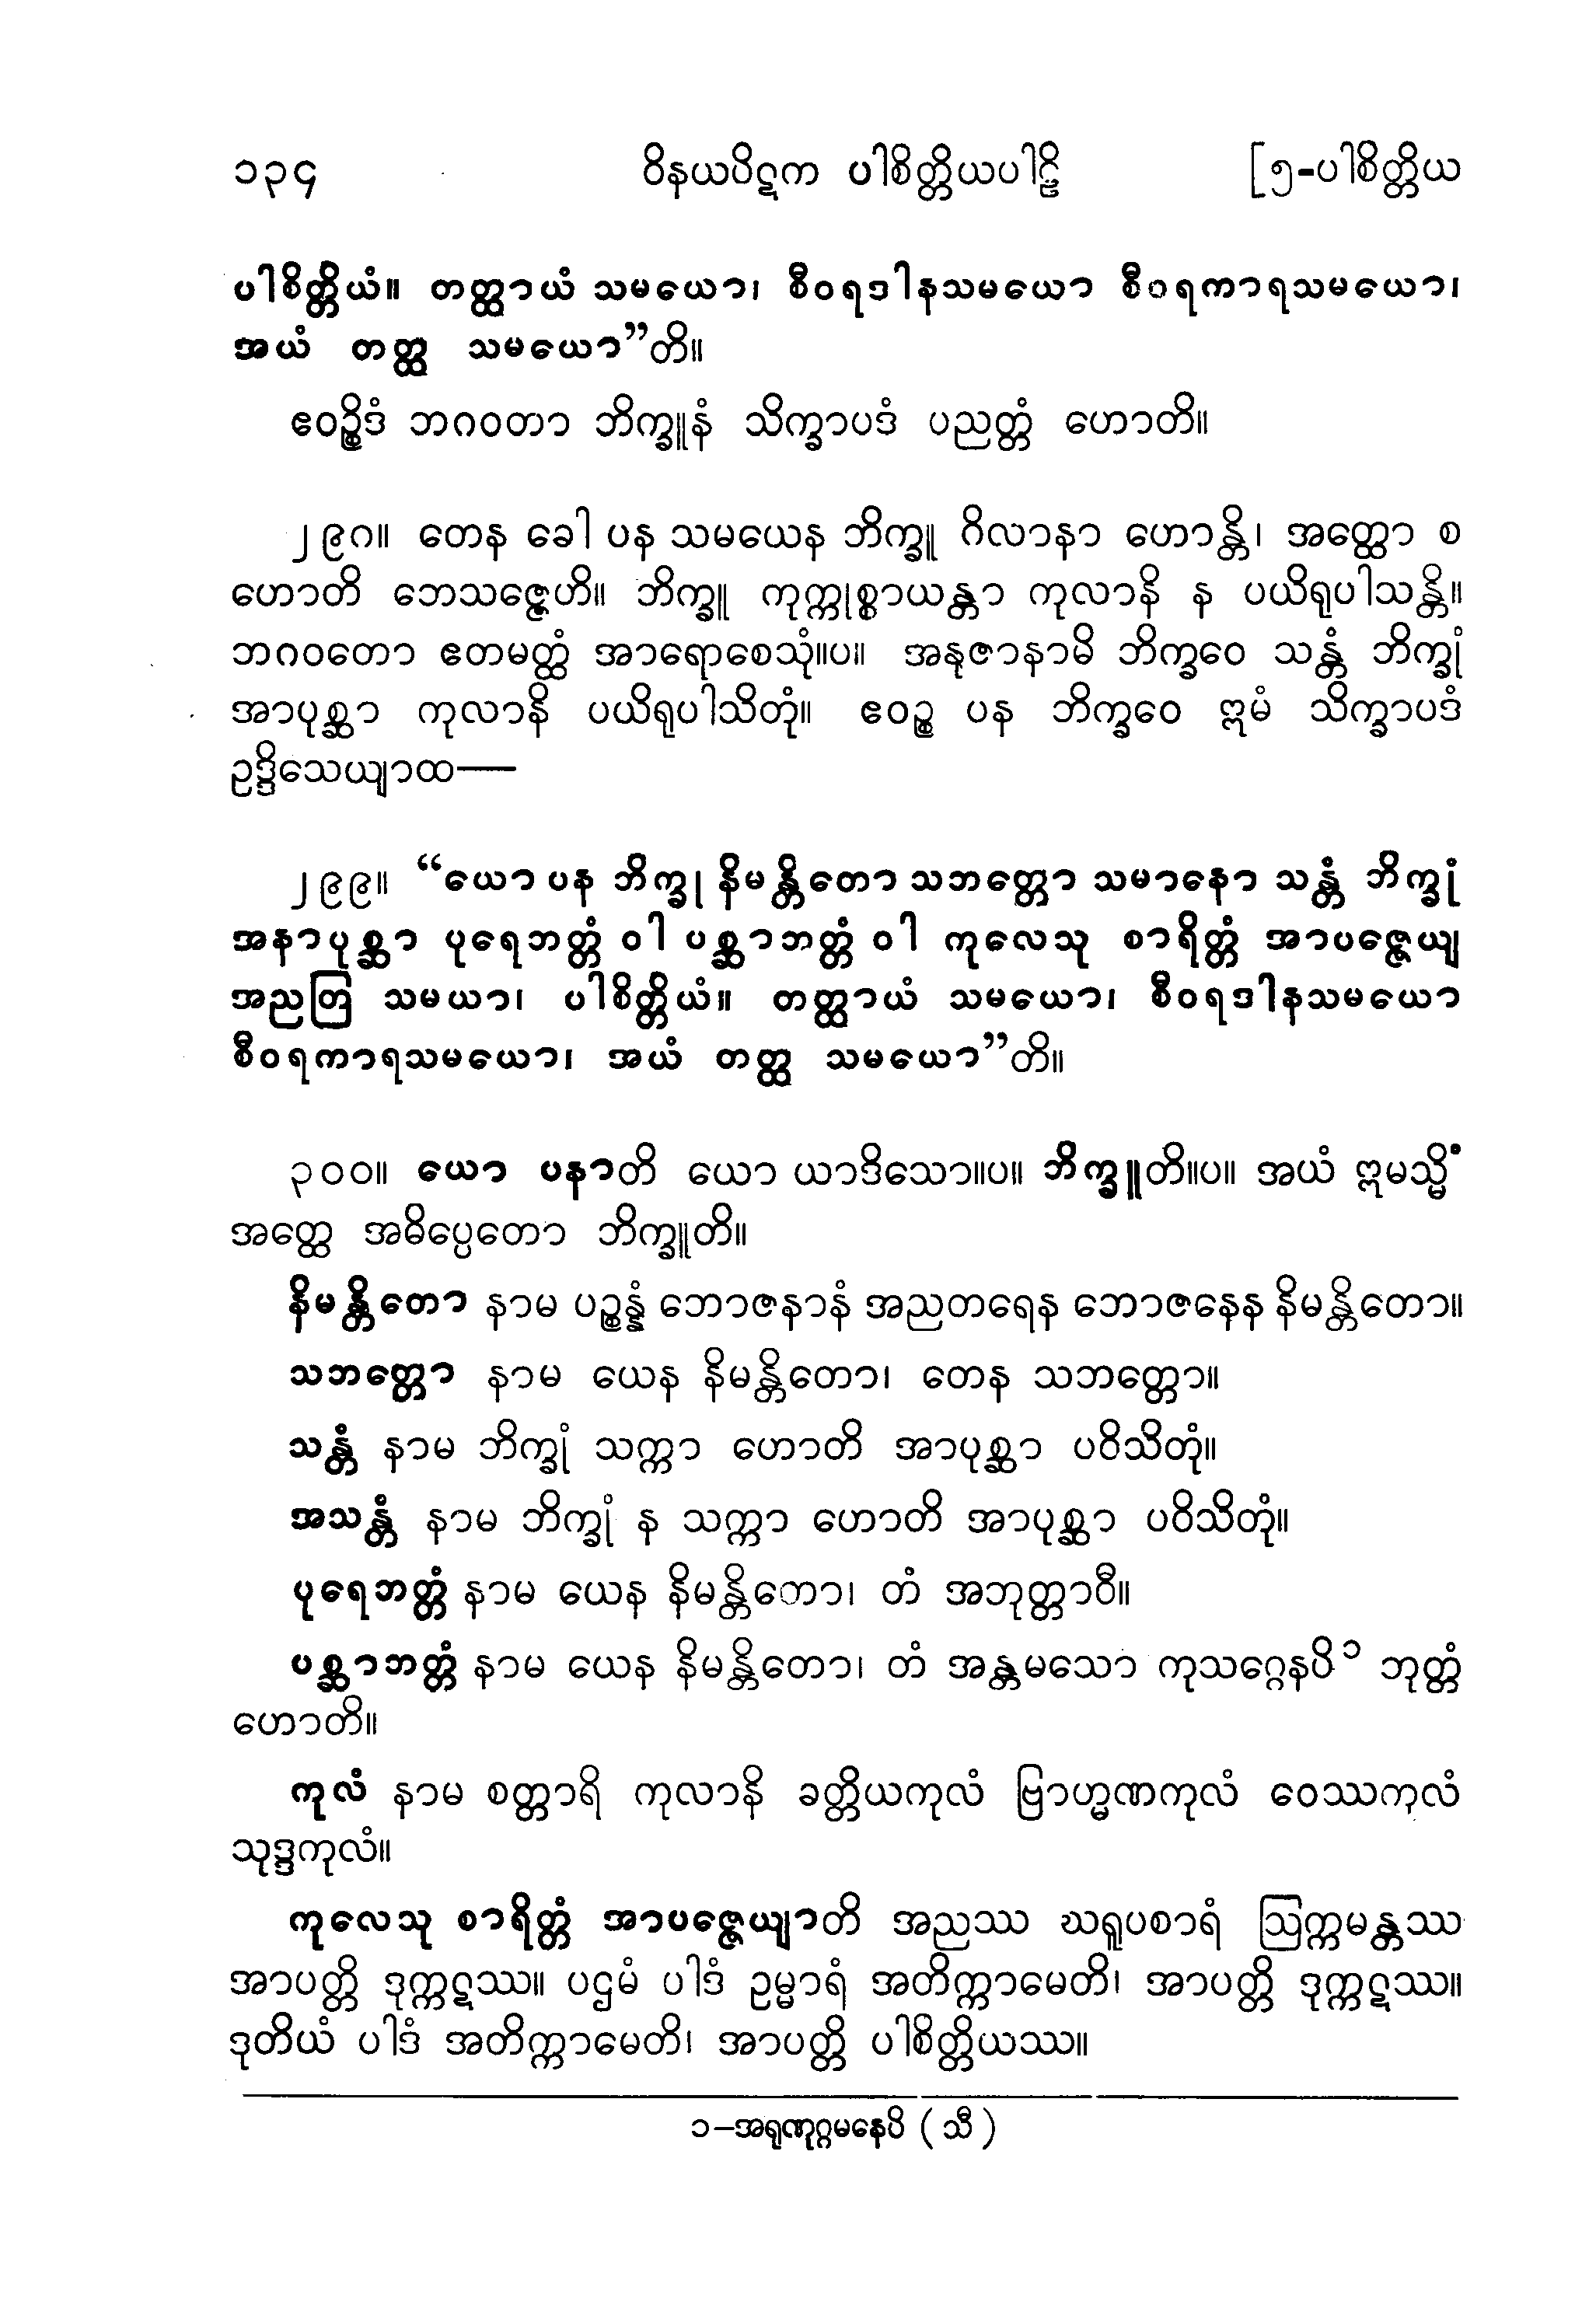 ၁၃၄ ဝိနယပိဋက ပါစိတ္တိယပါဠိ [၅-ပါစိတ္တိယ
ပါစိတ္တိယံ။ တတ္ထာယံ သမယော၊ စီဝရဒါနသမယော စီဝရကာရသမယော၊
အယံ တတ္ထ သမယော”တိ။
ဧဝဉ္စိဒံ ဘဂဝတာ ဘိက္ခူနံ သိက္ခာပဒံ ပညတ္တံ ဟောတိ။
၂၉၈။ တေန ခေါ ပန သမယေန ဘိက္ခူ ဂိလာနာ ဟောန္တိ၊ အတ္ထော စ
ဟောတိ ဘေသဇ္ဇေဟိ။ ဘိက္ခူ ကုက္ကုစ္စာယန္တာ ကုလာနိ န ပယိရုပါသန္တိ။
ဘဂဝတော ဧတမတ္ထံ အာရောစေသုံ။ပ။ အနုဇာနာမိ ဘိက္ခဝေ သန္တံ ဘိက္ခုံ
အာပုစ္ဆာ ကုလာနိ ပယိရုပါသိတုံ။ ဧဝဉ္စ ပန ဘိက္ခဝေ ဣမံ သိက္ခာပဒံ
ဥဒ္ဒိသေယျာထ—
၂၉၉။ “ယော ပန ဘိက္ခု နိမန္တိတော သဘတ္တော သမာနော သန္တံ ဘိက္ခုံ
အနာပုစ္ဆာ ပုရေဘတ္တံ ဝါ ပစ္ဆာဘတ္တံ ဝါ ကုလေသု စာရိတ္တံ အာပဇ္ဇေယျ
အညတြ သမယာ၊ ပါစိတ္တိယံ။ တတ္ထာယံ သမယော၊ စီဝရဒါနသမယော
စီဝရကာရသမယော၊ အယံ တတ္ထ သမယော”တိ။
၃၀၀။ ယော ပနာတိ ယော ယာဒိသော။ပ။ ဘိက္ခူတိ။ပ။ အယံ ဣမသ္မိံ
အတ္ထေ အဓိပ္ပေတော ဘိက္ခူတိ။
နိမန္တိတော နာမ ပဉ္စန္နံ ဘောဇနာနံ အညတရေန ဘောဇနေန နိမန္တိတော။
သဘတ္တော နာမ ယေန နိမန္တိတော၊ တေန သဘတ္တော။
သန္တံ နာမ ဘိက္ခုံ သက္ကာ ဟောတိ အာပုစ္ဆာ ပဝိသိတုံ။
အသန္တံ နာမ ဘိက္ခုံ န သက္ကာ ဟောတိ အာပုစ္ဆာ ပဝိသိတုံ။
ပုရေဘတ္တံ နာမ ယေန နိမန္တိတော၊ တံ အဘုတ္တာဝီ။
ပစ္ဆာဘတ္တံ နာမ ယေန နိမန္တိတော၊ တံ အန္တမသော ကုသဂ္ဂေနပိ ၁ ဘုတ္တံ
ဟောတိ။
ကုလံ နာမ စတ္တာရိ ကုလာနိ ခတ္တိယကုလံ ဗြာဟ္မဏကုလံ ဝေဿကုလံ
သုဒ္ဒကုလံ။
ကုလေသု စာရိတ္တံ အာပဇ္ဇေယျာတိ အညဿ ဃရူပစာရံ ဩက္ကမန္တဿ
အာပတ္တိ ဒုက္ကဋဿ။ ပဌမံ ပါဒံ ဥမ္မာရံ အတိက္ကာမေတိ၊ အာပတ္တိ ဒုက္ကဋဿ။
ဒုတိယံ ပါဒံ အတိက္ကာမေတိ၊ အာပတ္တိ ပါစိတ္တိယဿ။
၁–အရုဏုဂ္ဂမနေပိ ( သီ )